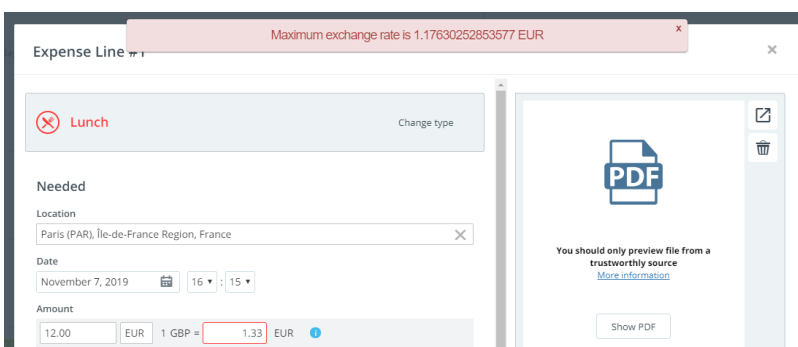 Maximum exchange rate is 1.17630252853577 EUR
x
Expense Line #1
×
Lunch
Change type
Needed
Location
Paris (PAR), Île-de-France Region, France
Date
November 7, 2019 16 : 15
Amount
12.00 EUR 1 GBP = 1.33 EUR i
PDF
You should only preview file from a
trustworthy source
More information
Show PDF